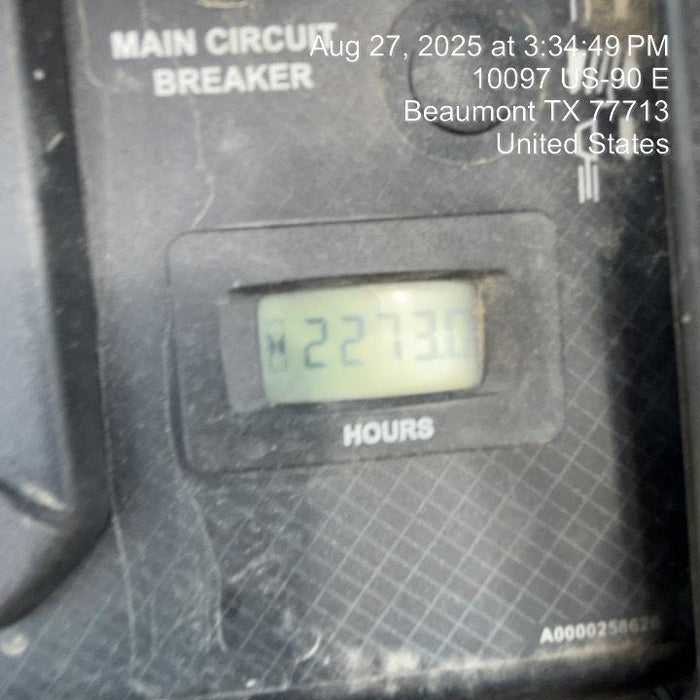 MAIN CIRCUIT
BREAKER
Aug 27, 2025 at 3:34:49 PM
10097 US-90 E
Beaumont TX 77713
United States
2273.0
HOURS